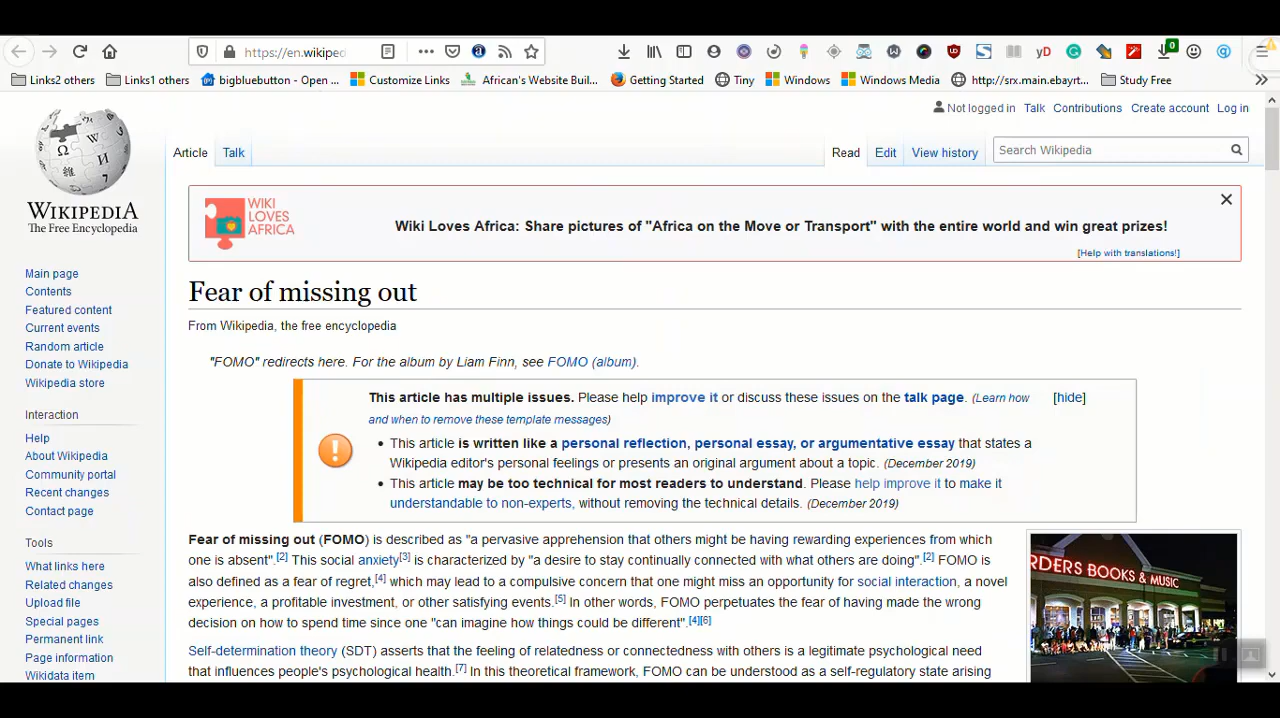 https://en.wikiped
0
Links2 others
Links1 others
bigbluebutton - Open ...
Customize Links
African's Website Buil...
Getting Started
Tiny
Windows
Windows Media
http://srx.main.ebayrt...
Study Free
Not logged in
Talk
Contributions
Create account
Log in
Article
Talk
Read
Edit
View history
Search Wikipedia
WIKIPEDIA
The Free Encyclopedia
WIKI
LOVES
AFRICA
Wiki Loves Africa: Share pictures of "Africa on the Move or Transport" with the entire world and win great prizes!
[Help with translations!]
Main page
Contents
Featured content
Current events
Random article
Donate to Wikipedia
Wikipedia store
Interaction
Help
About Wikipedia
Community portal
Recent changes
Contact page
Tools
What links here
Related changes
Upload file
Special pages
Permanent link
Page information
Wikidata item
Fear of missing out
From Wikipedia, the free encyclopedia
"FOMO" redirects here. For the album by Liam Finn, see FOMO (album).
This article has multiple issues. Please help improve it or discuss these issues on the talk page. (Learn how
and when to remove these template messages)
[hide]
• This article is written like a personal reflection, personal essay, or argumentative essay that states a
Wikipedia editor's personal feelings or presents an original argument about a topic. (December 2019)
• This article may be too technical for most readers to understand. Please help improve it to make it
understandable to non-experts, without removing the technical details. (December 2019)
Fear of missing out (FOMO) is described as "a pervasive apprehension that others might be having rewarding experiences from which
one is absent".[2] This social anxiety[3] is characterized by "a desire to stay continually connected with what others are doing".[2] FOMO is
also defined as a fear of regret,[4] which may lead to a compulsive concern that one might miss an opportunity for social interaction, a novel
experience, a profitable investment, or other satisfying events.[5] In other words, FOMO perpetuates the fear of having made the wrong
decision on how to spend time since one "can imagine how things could be different".[4][6]
Self-determination theory (SDT) asserts that the feeling of relatedness or connectedness with others is a legitimate psychological need
that influences people's psychological health.[7] In this theoretical framework, FOMO can be understood as a self-regulatory state arising
RDERS BOOKS & MUSIC